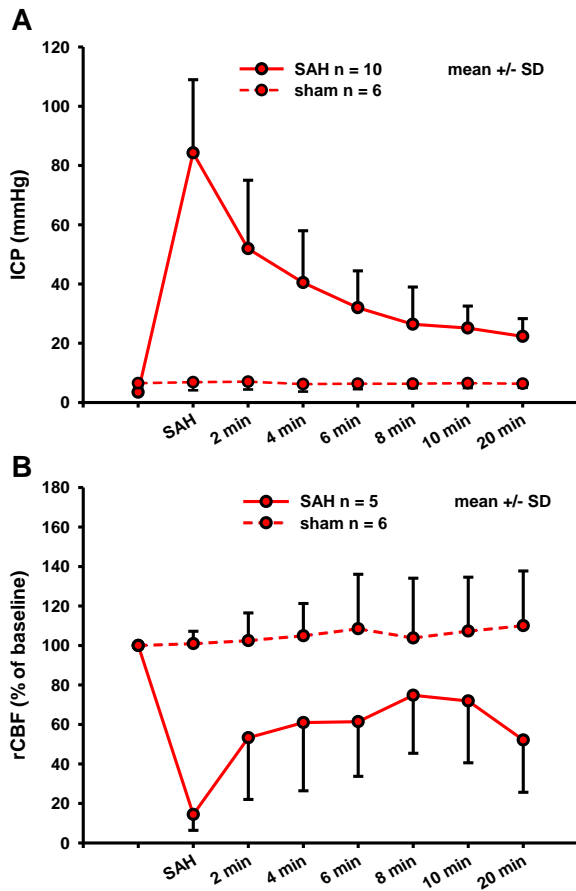 A
120
100
80
60
40
20
0
ICP (mmHg)
SAH n = 10
sham n = 6
mean +/- SD
SAH
2 min
4 min
6 min
8 min
10 min
20 min
B
180
160
140
120
100
80
60
40
20
0
rCBF (% of baseline)
SAH n = 5
sham n = 6
mean +/- SD
SAH
2 min
4 min
6 min
8 min
10 min
20 min